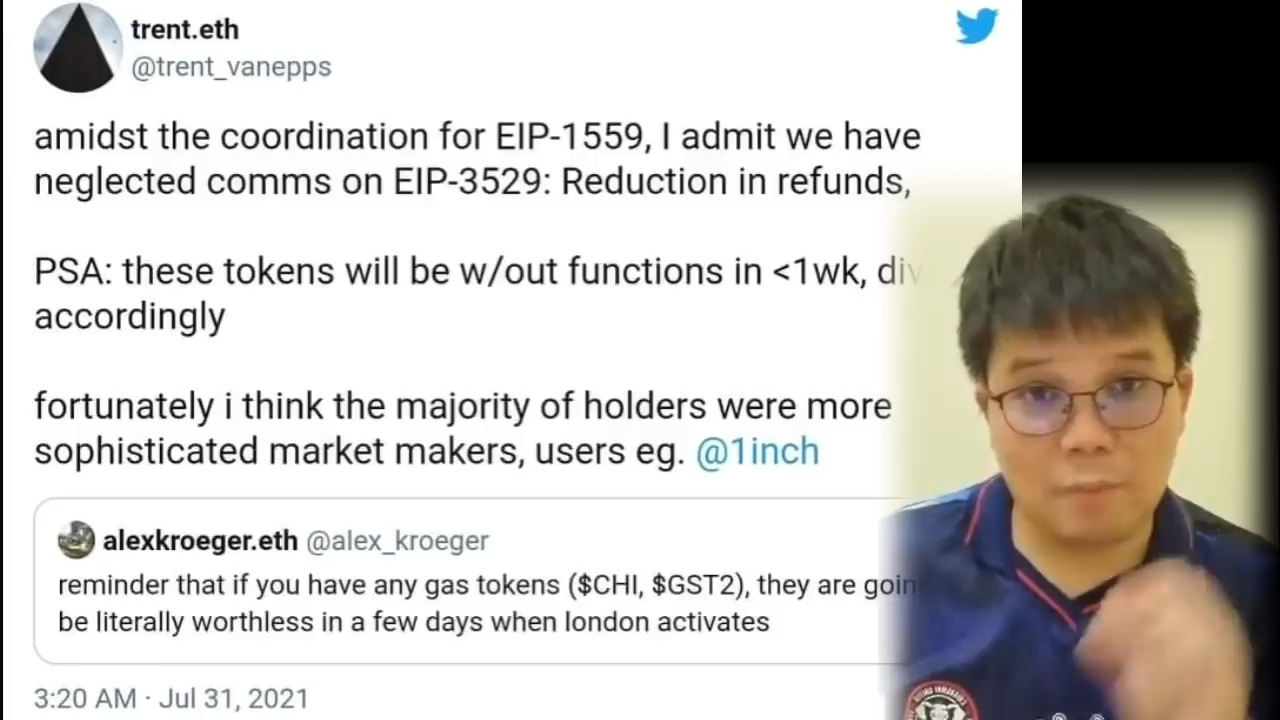 trent.eth
@trent_vanepps
amidst the coordination for EIP-1559, I admit we have
neglected comms on EIP-3529: Reduction in refunds,
PSA: these tokens will be w/out functions in <1wk,
accordingly
fortunately i think the majority of holders were more
sophisticated market makers, users eg. @1inch
alexkroeger.eth @alex_kroeger
reminder that if you have any gas tokens ($CHI, $GST2), they are
be literally worthless in a few days when london activates
3:20 AM · Jul 31, 2021